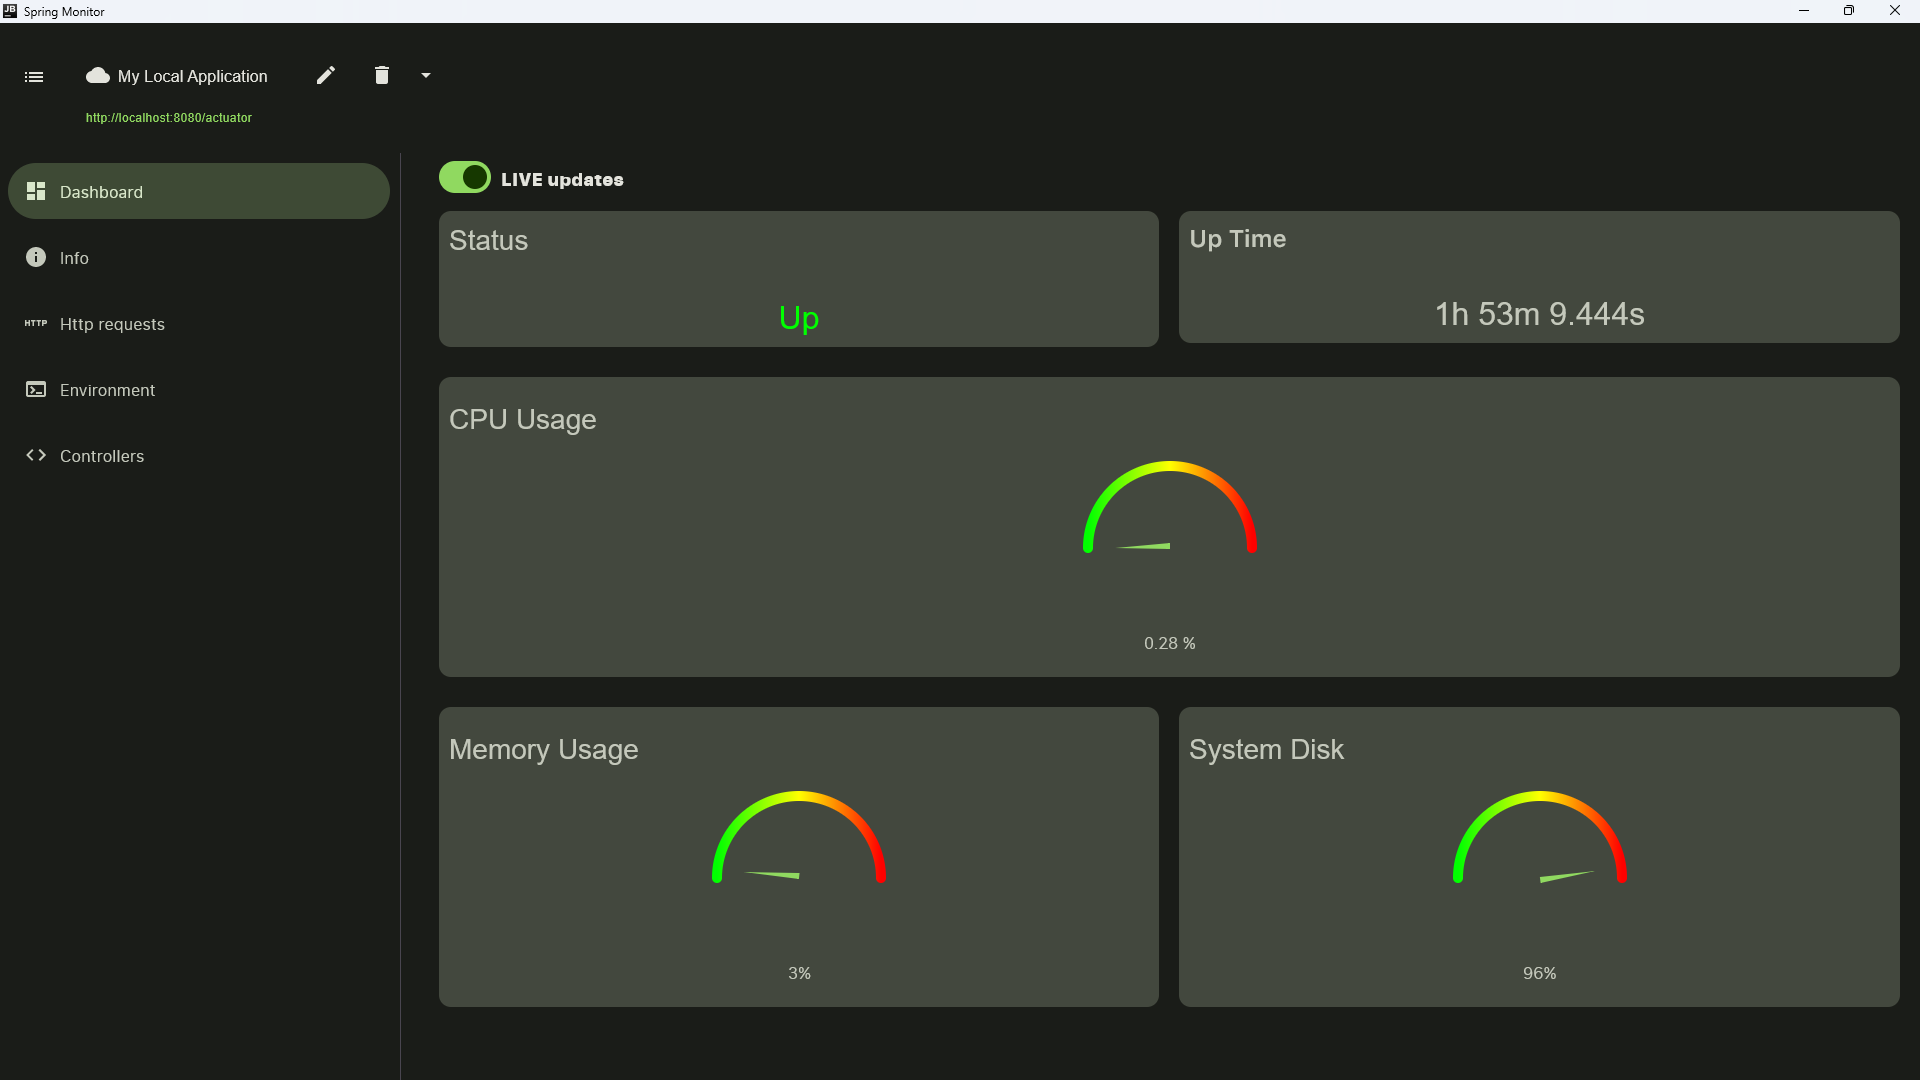 JB
Spring Monitor
My Local Application
http://localhost:8080/actuator
Dashboard
Info
HTTP Http requests
Environment
Controllers
LIVE updates
Status
Up
Up Time
1h 53m 9.444s
CPU Usage
0.28 %
Memory Usage
3%
System Disk
96%